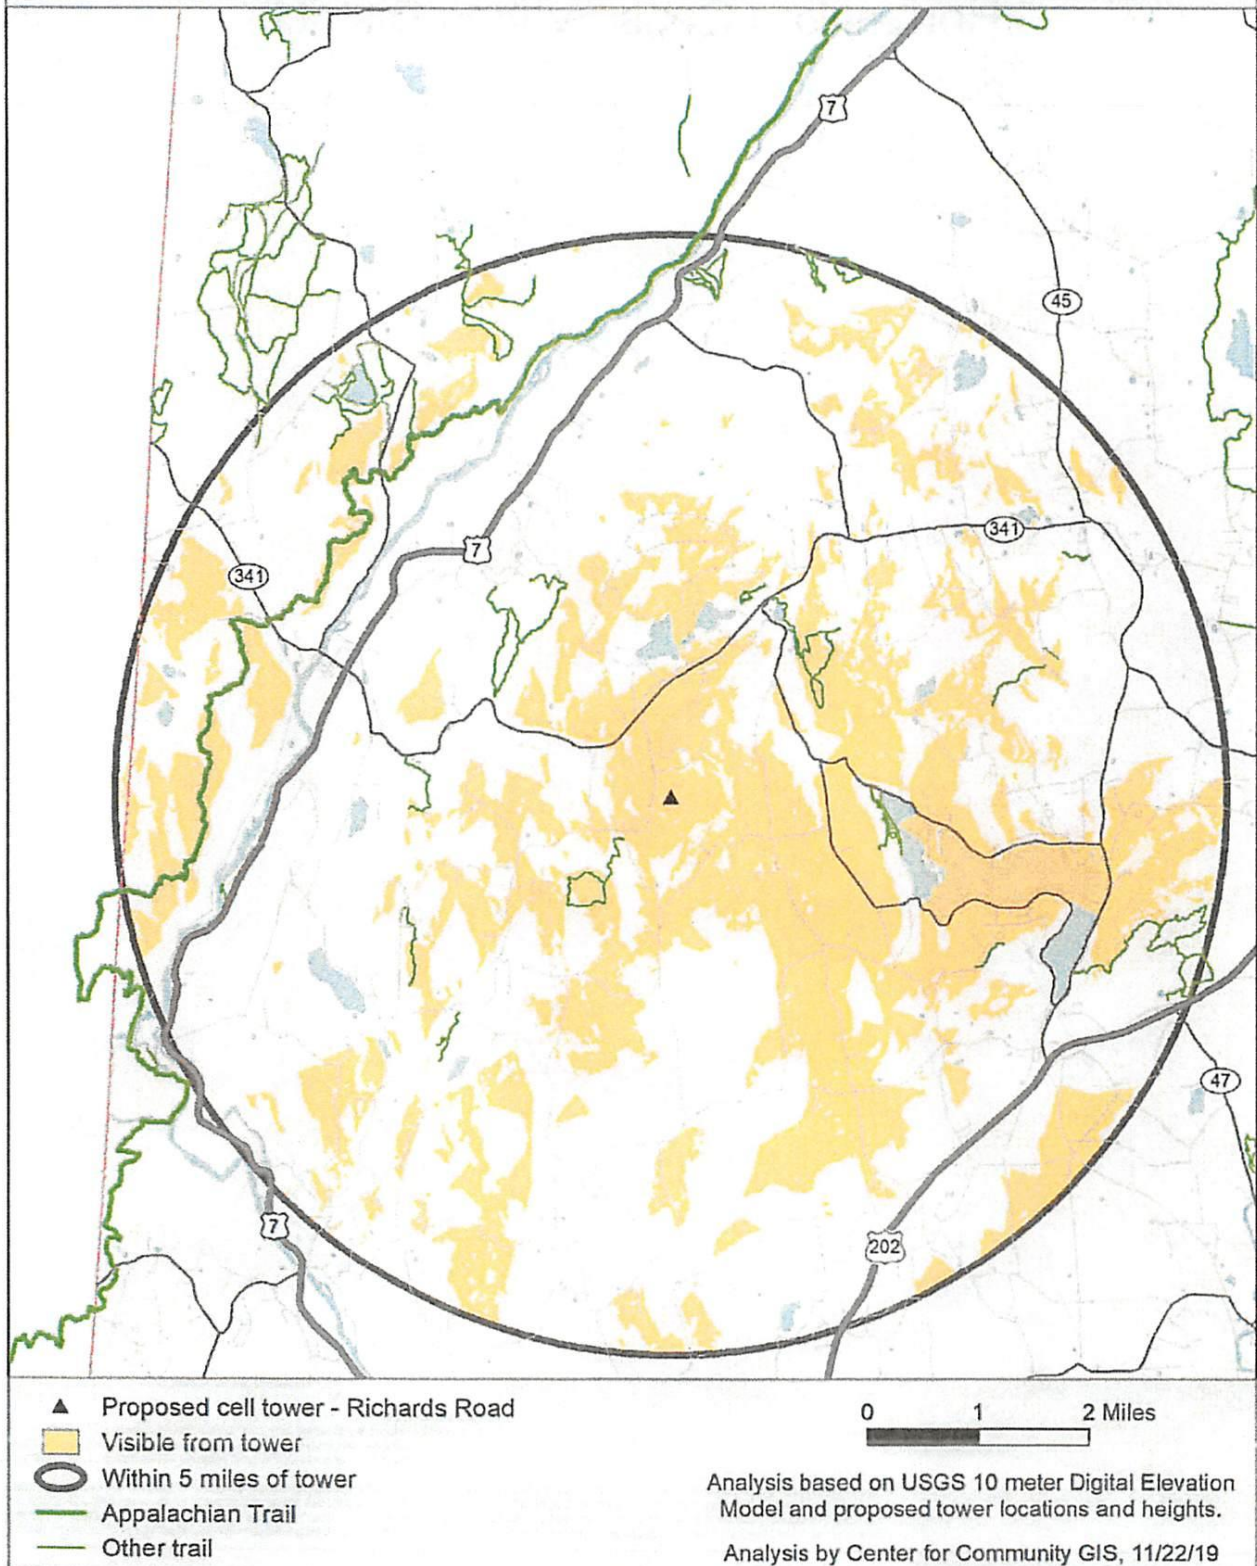 7
45
341
7
341
47
7
202
Proposed cell tower - Richards Road
Visible from tower
Within 5 miles of tower
Appalachian Trail
Other trail
0 1 2 Miles
Analysis based on USGS 10 meter Digital Elevation
Model and proposed tower locations and heights.
Analysis by Center for Community GIS, 11/22/19